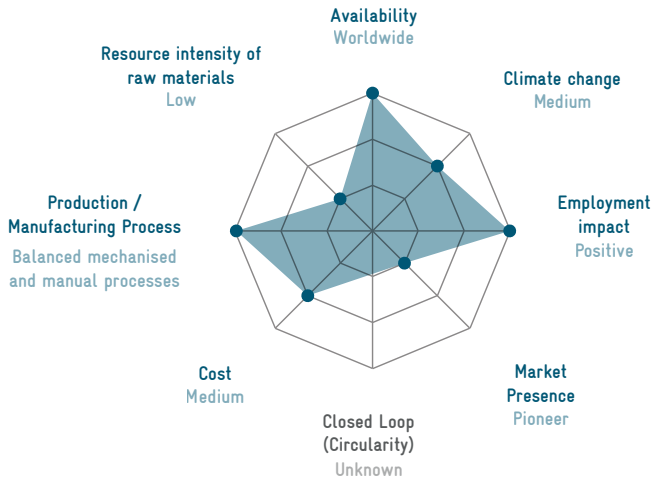 Availability
Worldwide
Climate change
Medium
Employment
impact
Positive
Market
Presence
Pioneer
Closed Loop
(Circularity)
Unknown
Cost
Medium
Production /
Manufacturing Process
Balanced mechanised
and manual processes
Resource intensity of
raw materials
Low